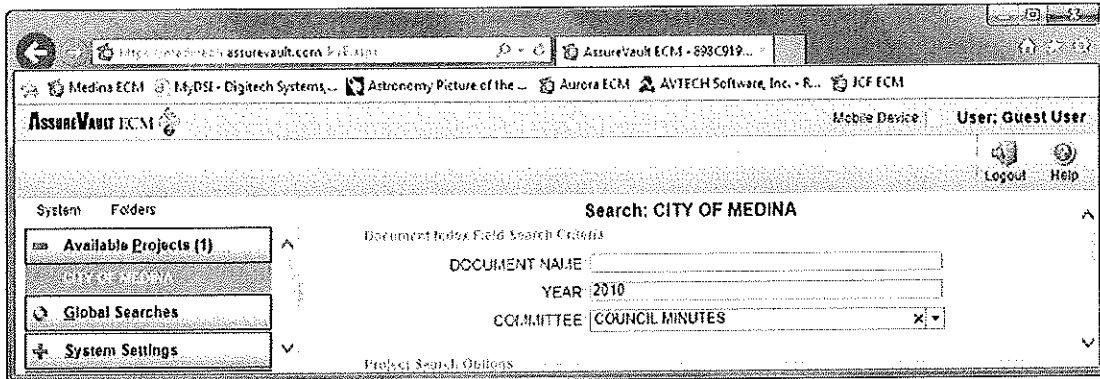 assurevault.com
AssureVault ECM - 898C919...
Medina ECM MyDSI - Digitech Systems,... Astronomy Picture of the ... Aurora ECM AVTECH Software, Inc. - R... JCF ECM
ASSUREVAULT ECM Mobile Device User: Guest User
Logout Help
System Folders
Search: CITY OF MEDINA
Available Projects (1)
Document Index Field Search Criteria
CITY OF MEDINA
DOCUMENT NAME
YEAR 2010
Global Searches
COMMITTEE COUNCIL MINUTES
System Settings
Project Search Options